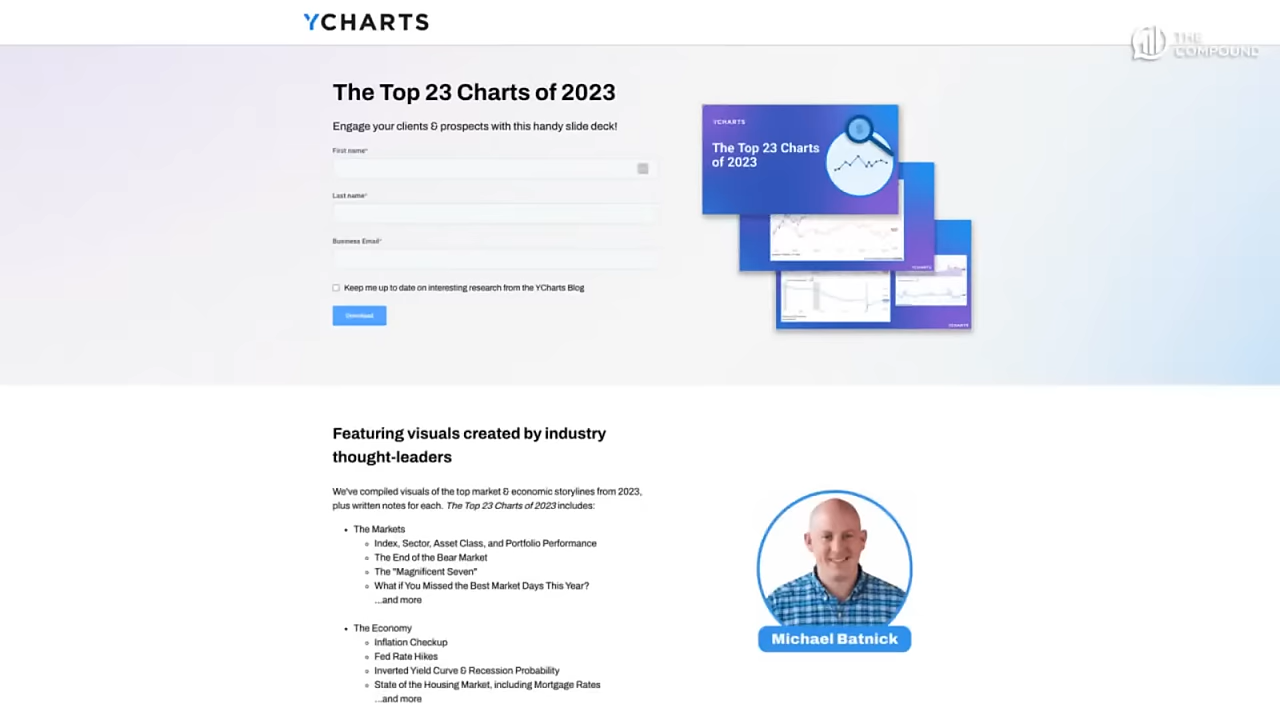 YCHARTS
THE
COMPOUND
The Top 23 Charts of 2023
Engage your clients & prospects with this handy slide deck!
First name*
Last name*
Business Email*
Keep me up to date on interesting research from the YCharts Blog
Download
YCHARTS
The Top 23 Charts
of 2023
YCHARTS
YCHARTS
Featuring visuals created by industry
thought-leaders
We've compiled visuals of the top market & economic storylines from 2023,
plus written notes for each. The Top 23 Charts of 2023 includes:
The Markets
Index, Sector, Asset Class, and Portfolio Performance
The End of the Bear Market
The "Magnificent Seven"
What if You Missed the Best Market Days This Year?
...and more
The Economy
Inflation Checkup
Fed Rate Hikes
Inverted Yield Curve & Recession Probability
State of the Housing Market, including Mortgage Rates
...and more
Michael Batnick